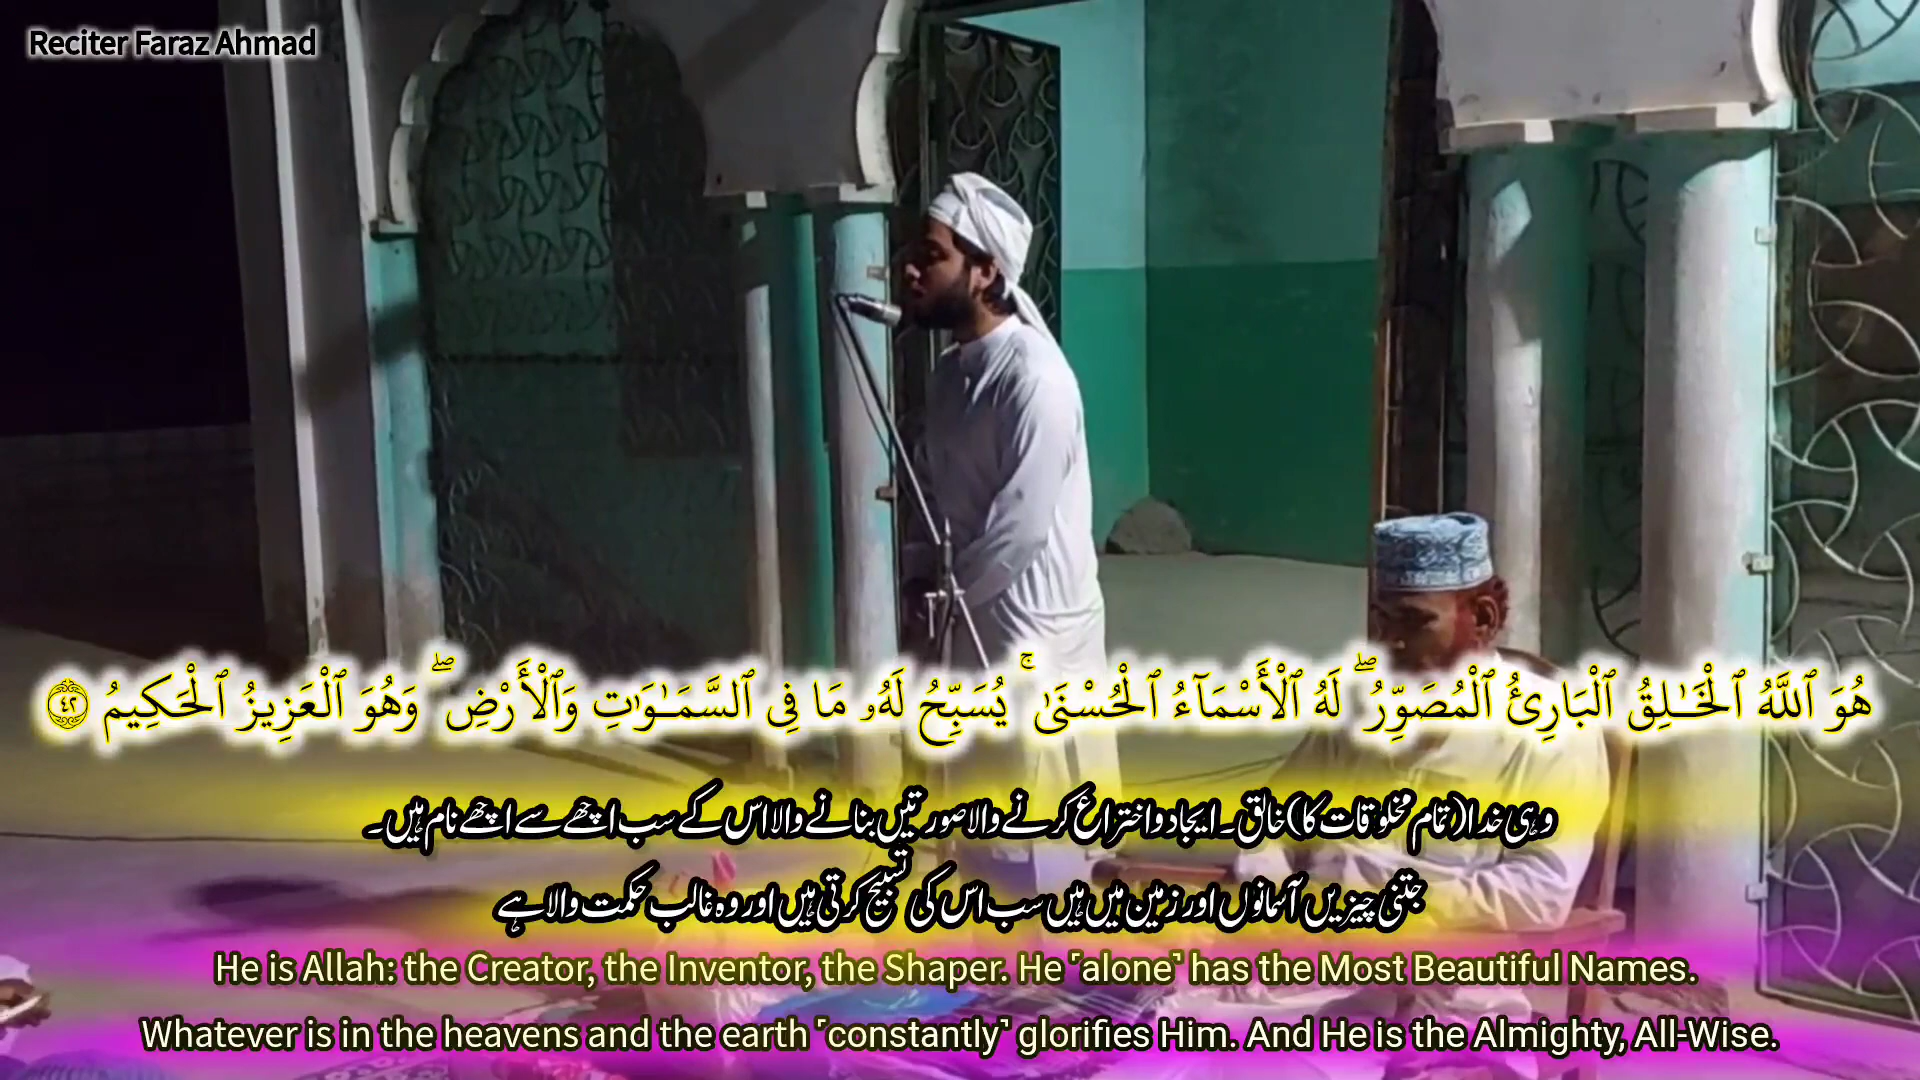 Reciter Faraz Ahmad
هُوَ ٱللَّهُ ٱلْخَـٰلِقُ ٱلْبَارِئُ ٱلْمُصَوِّرُ ۖ لَهُ ٱلْأَسْمَآءُ ٱلْحُسْنَىٰ ۚ يُسَبِّحُ لَهُۥ مَا فِى ٱلسَّمَـٰوَٰتِ وَٱلْأَرْضِ ۖ وَهُوَ ٱلْعَزِيزُ ٱلْحَكِيمُ ٤٢
وہی خدا (تمام مخلوقات کا) خالق۔ ایجاد و اختراع کرنے والا صورتیں بنانے والا اس کے سب اچھے سے اچھے نام ہیں۔
جتنی چیزیں آسمانوں اور زمین میں ہیں سب اس کی تسبیح کرتی ہیں اور وہ غالب حکمت والا ہے
He is Allah: the Creator, the Inventor, the Shaper. He ˹alone˺ has the Most Beautiful Names.
Whatever is in the heavens and the earth ˹constantly˺ glorifies Him. And He is the Almighty, All-Wise.